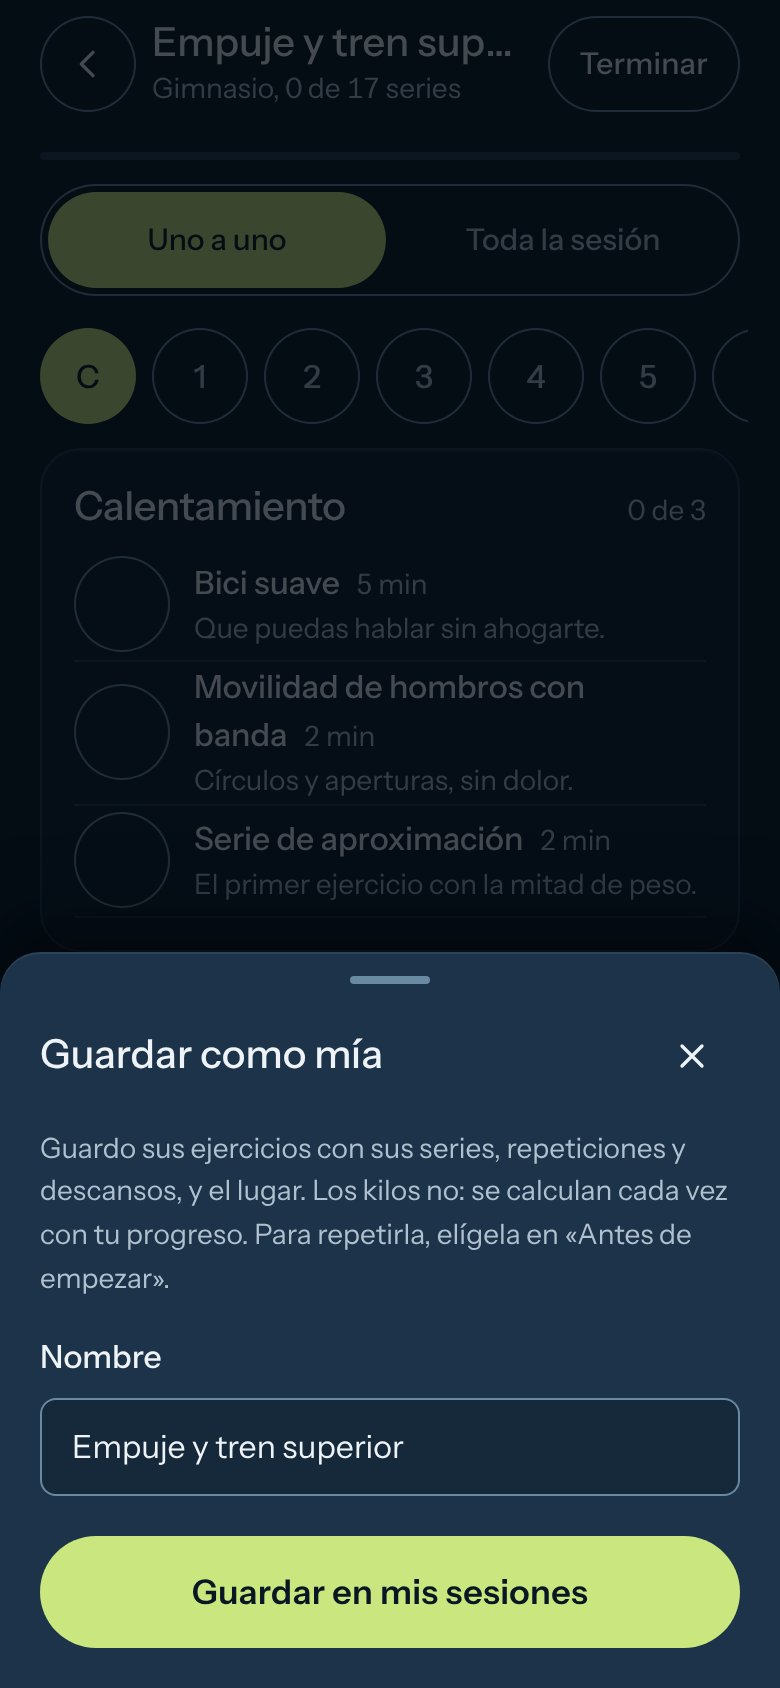 Empuje y tren sup...
Gimnasio, 0 de 17 series
Terminar
Uno a uno
Toda la sesión
C
1
2
3
4
5
Calentamiento
0 de 3
Bici suave 5 min
Que puedas hablar sin ahogarte.
Movilidad de hombros con
banda 2 min
Círculos y aperturas, sin dolor.
Serie de aproximación 2 min
El primer ejercicio con la mitad de peso.
Guardar como mía
Guardo sus ejercicios con sus series, repeticiones y
descansos, y el lugar. Los kilos no: se calculan cada vez
con tu progreso. Para repetirla, elígela en «Antes de
empezar».
Nombre
Empuje y tren superior
Guardar en mis sesiones